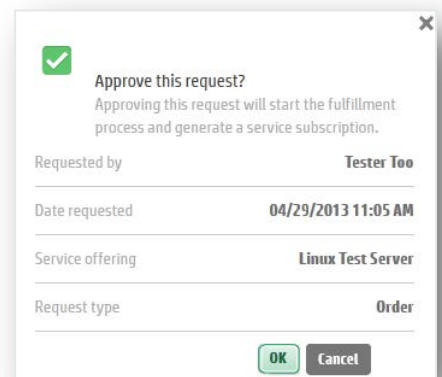 Approve this request?
Approving this request will start the fulfillment
process and generate a service subscription.
Requested by Tester Too
Date requested 04/29/2013 11:05 AM
Service offering Linux Test Server
Request type Order
OK Cancel